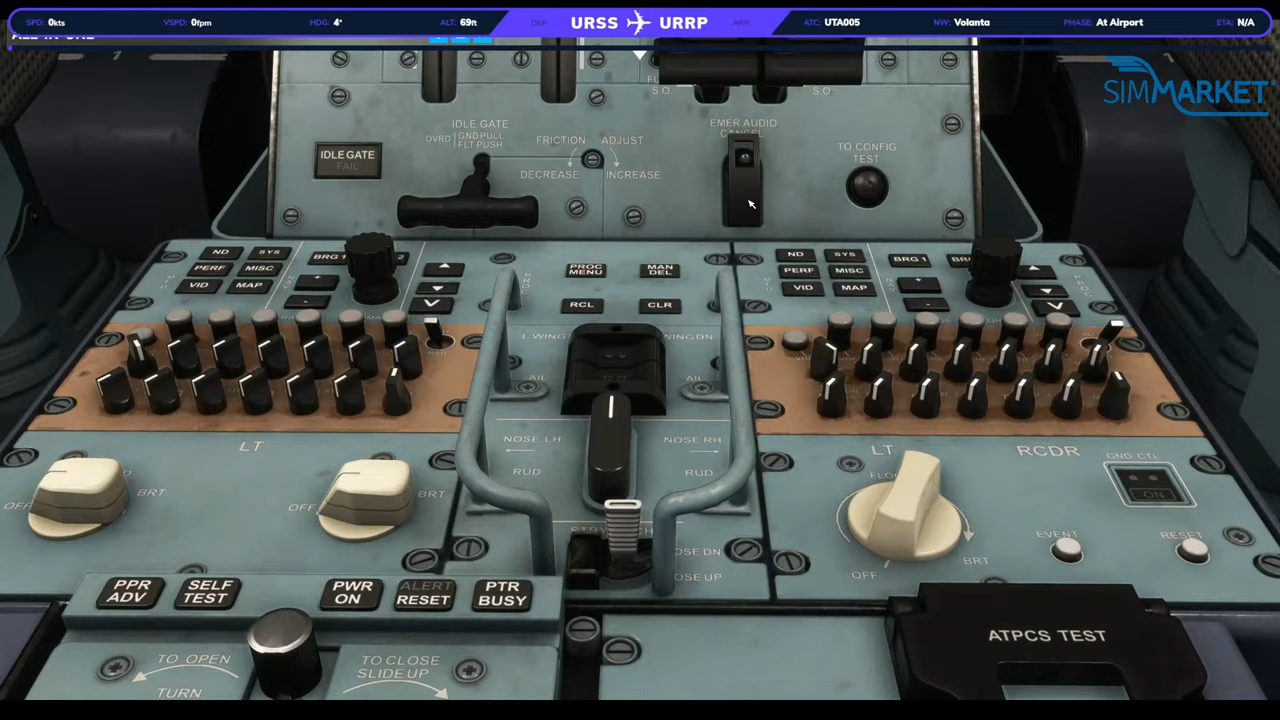 SPD: 0kts VSPD: 0fpm HDG: 4° ALT: 69ft DEP URSS URRP ARR ATC: UTA005 NW: Volanta PHASE: At Airport ETA: N/A
SIMMARKET
S.O. S.O.
IDLE GATE
OVRD GND PULL
FLT PUSH
FRICTION ADJUST
DECREASE INCREASE
EMER AUDIO
CANCEL
TO CONFIG
TEST
IDLE GATE
FAIL
ND SYS
PERF MISC
VID MAP
BRG 1 2
+
-
PROC
MENU
MAN
DEL
RCL CLR
ND SYS
PERF MISC
VID MAP
BRG 1
+
-
L WING
AIL AIL
NOSE LH NOSE RH
RUD RUD
LT
OFF BRT
OFF BRT
LT
OFF BRT
RCDR
GND CTL
ON
EVENT RESET
PPR
ADV
SELF
TEST
PWR
ON
ALERT
RESET
PTR
BUSY
TO OPEN
TURN
TO CLOSE
SLIDE UP
ATPCS TEST